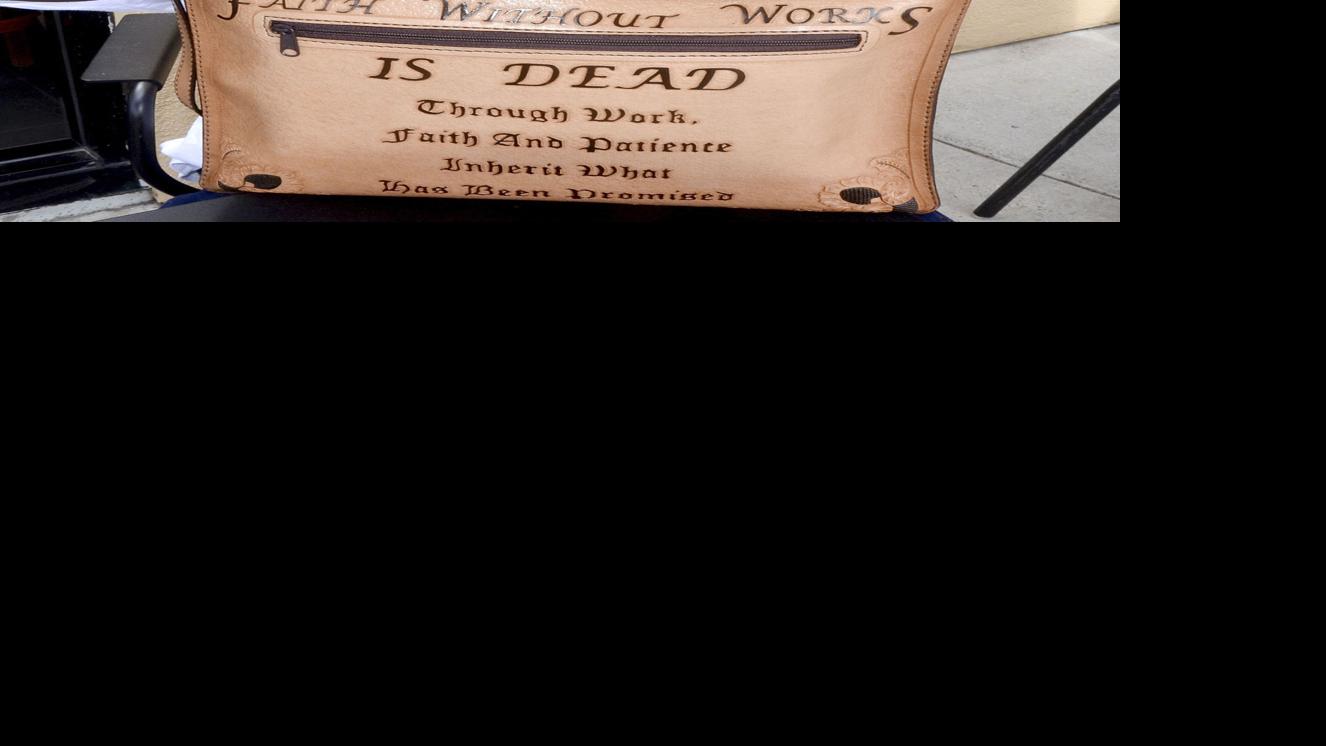 FAITH WITHOUT WORKS
IS DEAD
Through Work,
Faith And Patience
Inherit What
Has Been Promised